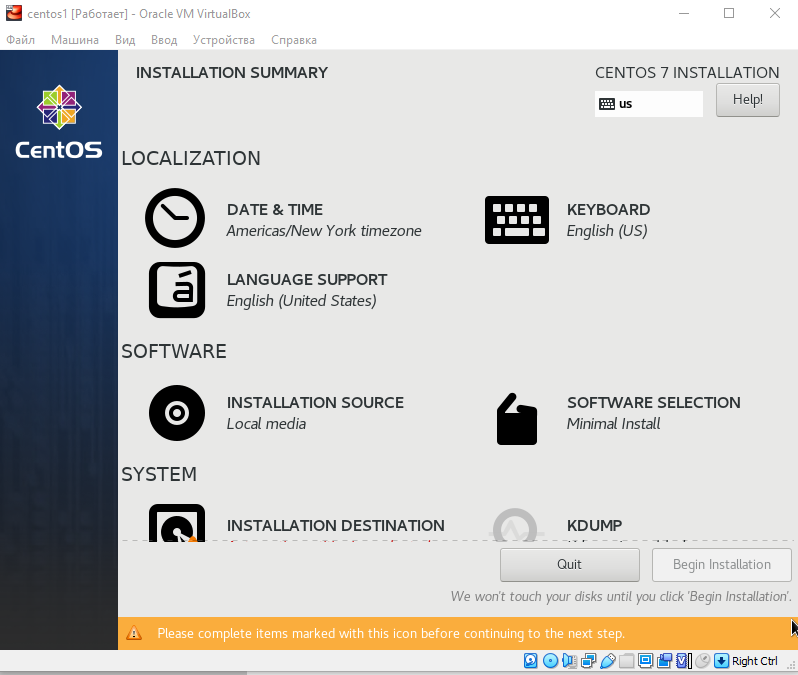 centos1 [Работает] - Oracle VM VirtualBox
Файл Машина Вид Ввод Устройства Справка
INSTALLATION SUMMARY
CENTOS 7 INSTALLATION
us
Help!
CentOS
LOCALIZATION
DATE & TIME
Americas/New York timezone
KEYBOARD
English (US)
LANGUAGE SUPPORT
English (United States)
SOFTWARE
INSTALLATION SOURCE
Local media
SOFTWARE SELECTION
Minimal Install
SYSTEM
INSTALLATION DESTINATION
KDUMP
Quit
Begin Installation
We won't touch your disks until you click 'Begin Installation'.
Please complete items marked with this icon before continuing to the next step.
Right Ctrl